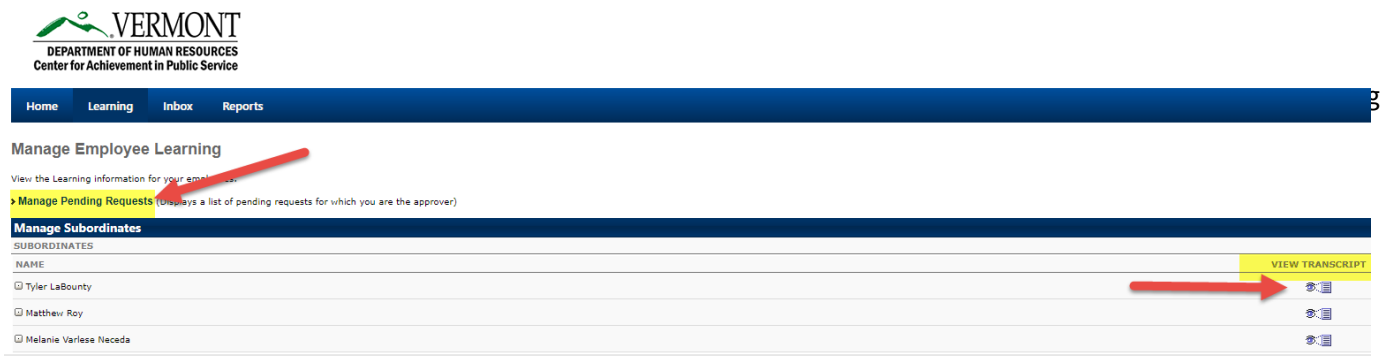 VERMONT
DEPARTMENT OF HUMAN RESOURCES
Center for Achievement in Public Service
Home Learning Inbox Reports
g
Manage Employee Learning
View the Learning information for your
Manage Pending Requests (Displays a list of pending requests for which you are the approver)
Manage Subordinates
SUBORDINATES
NAME VIEW TRANSCRIPT
Tyler LaBounty
Matthew Roy
Melanie Varlese Neceda